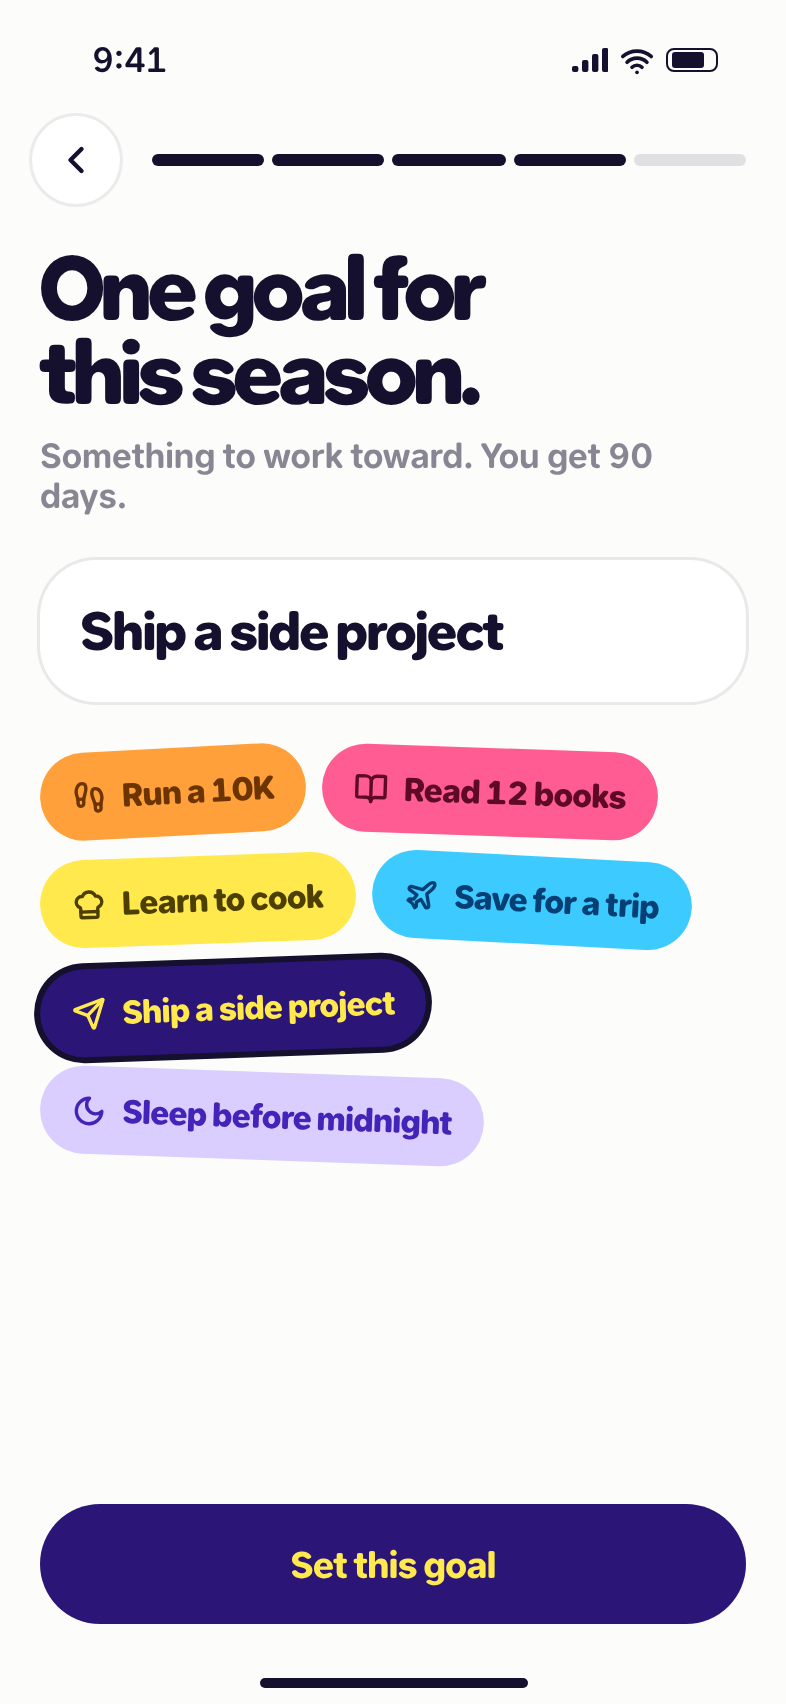 9:41
One goal for
this season.
Something to work toward. You get 90
days.
Ship a side project
Run a 10K
Read 12 books
Learn to cook
Save for a trip
Ship a side project
Sleep before midnight
Set this goal